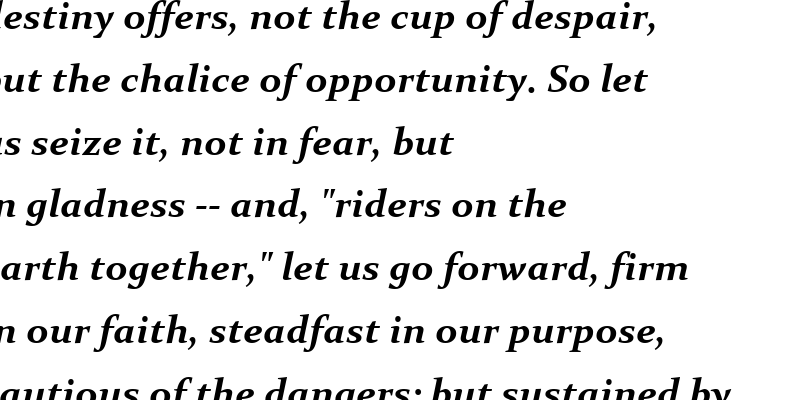 destiny offers, not the cup of despair,
but the chalice of opportunity. So let
us seize it, not in fear, but
n gladness -- and, "riders on the
arth together," let us go forward, firm
n our faith, steadfast in our purpose,
autious of the dangers; but sustained by